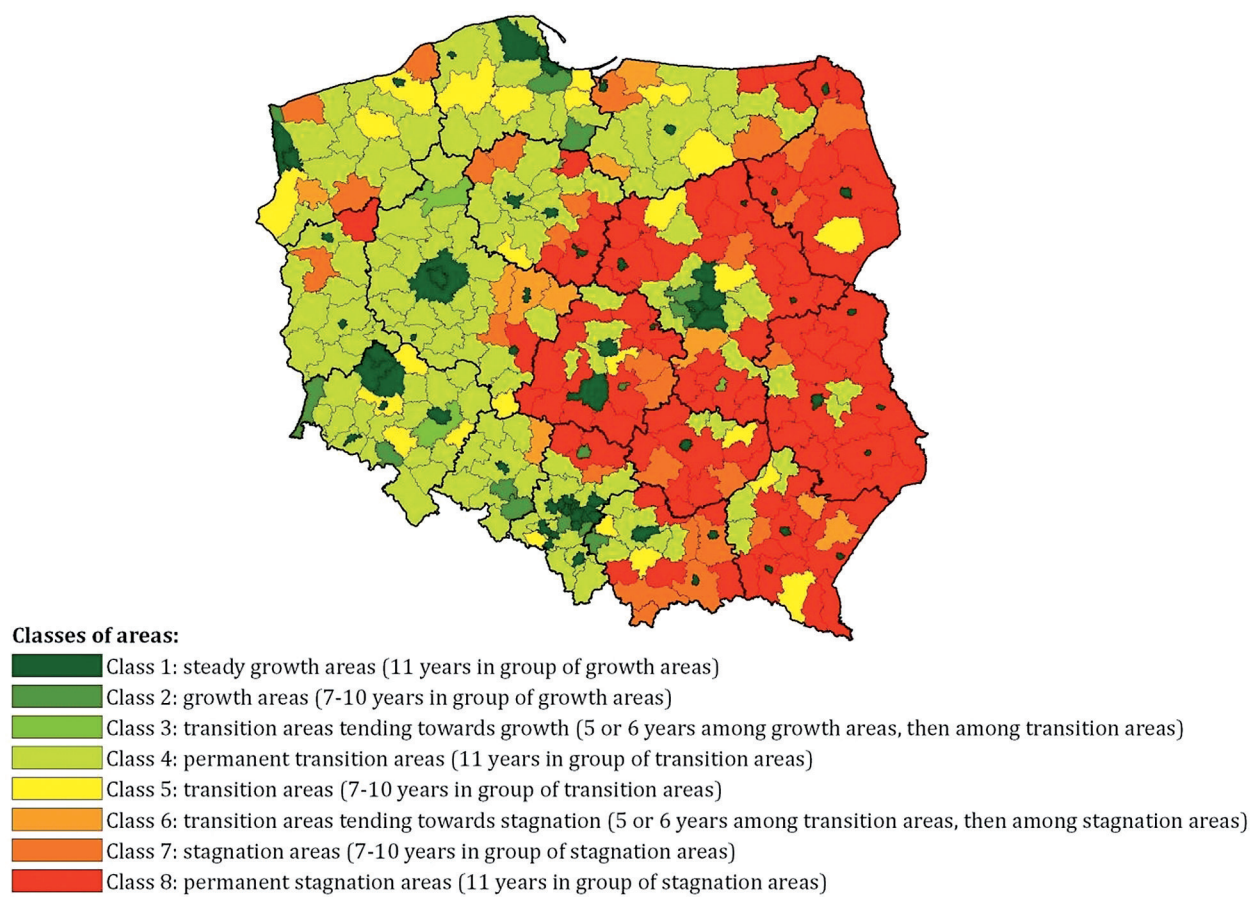 Classes of areas:
Class 1: steady growth areas (11 years in group of growth areas)
Class 2: growth areas (7-10 years in group of growth areas)
Class 3: transition areas tending towards growth (5 or 6 years among growth areas, then among transition areas)
Class 4: permanent transition areas (11 years in group of transition areas)
Class 5: transition areas (7-10 years in group of transition areas)
Class 6: transition areas tending towards stagnation (5 or 6 years among transition areas, then among stagnation areas)
Class 7: stagnation areas (7-10 years in group of stagnation areas)
Class 8: permanent stagnation areas (11 years in group of stagnation areas)